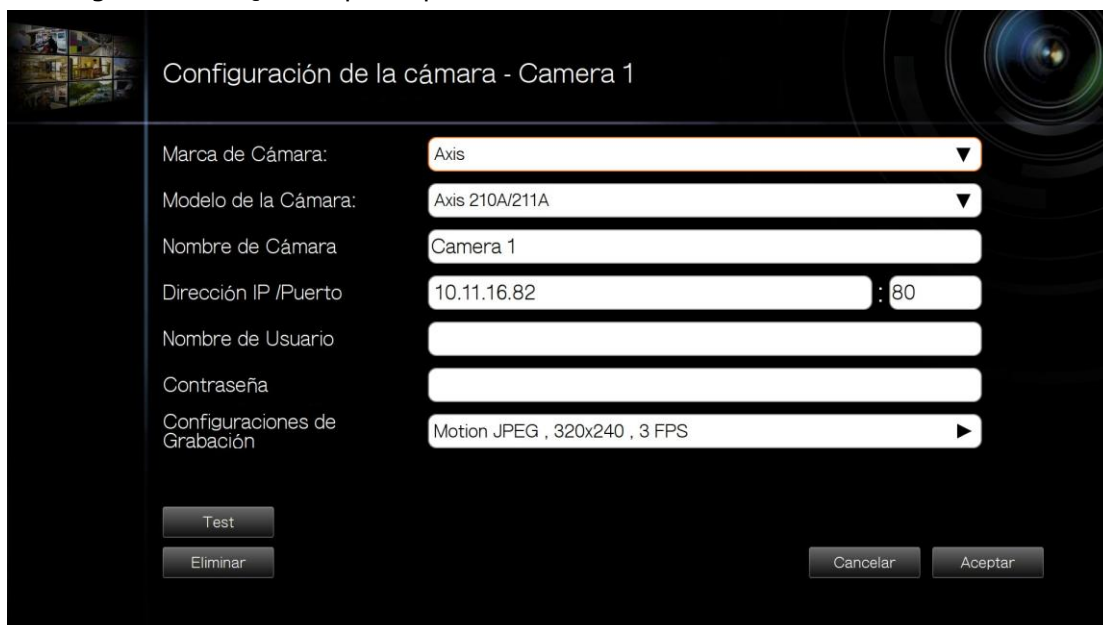 Configuración de la cámara - Camera 1
Marca de Cámara: Axis
Modelo de la Cámara: Axis 210A/211A
Nombre de Cámara Camera 1
Dirección IP /Puerto 10.11.16.82 : 80
Nombre de Usuario
Contraseña
Configuraciones de
Grabación
Motion JPEG , 320x240 , 3 FPS
Test
Eliminar Cancelar Aceptar